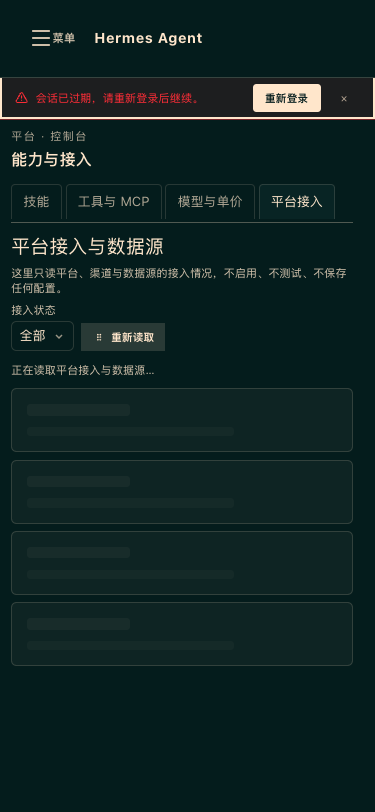 菜单 Hermes Agent
会话已过期，请重新登录后继续。 重新登录 ×
平台 · 控制台
能力与接入
技能 工具与 MCP 模型与单价 平台接入
平台接入与数据源
这里只读平台、渠道与数据源的接入情况，不启用、不测试、不保存
任何配置。
接入状态
全部 重新读取
正在读取平台接入与数据源…